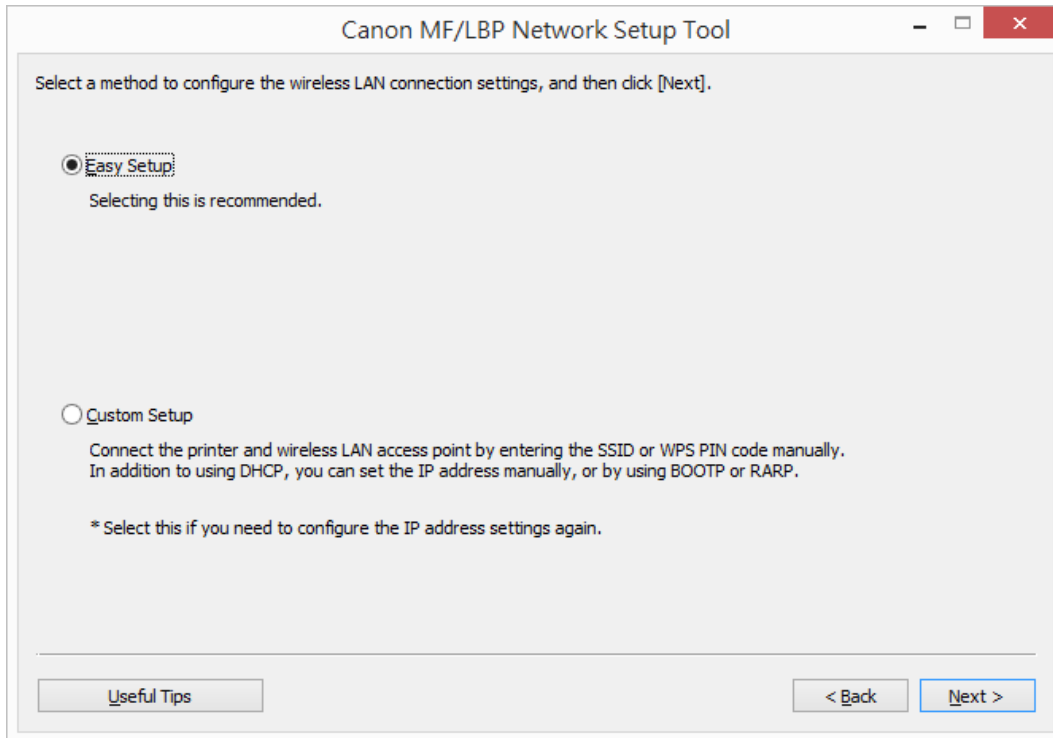 Canon MF/LBP Network Setup Tool
Select a method to configure the wireless LAN connection settings, and then click [Next].
Easy Setup
Selecting this is recommended.
Custom Setup
Connect the printer and wireless LAN access point by entering the SSID or WPS PIN code manually.
In addition to using DHCP, you can set the IP address manually, or by using BOOTP or RARP.
* Select this if you need to configure the IP address settings again.
Useful Tips
< Back
Next >